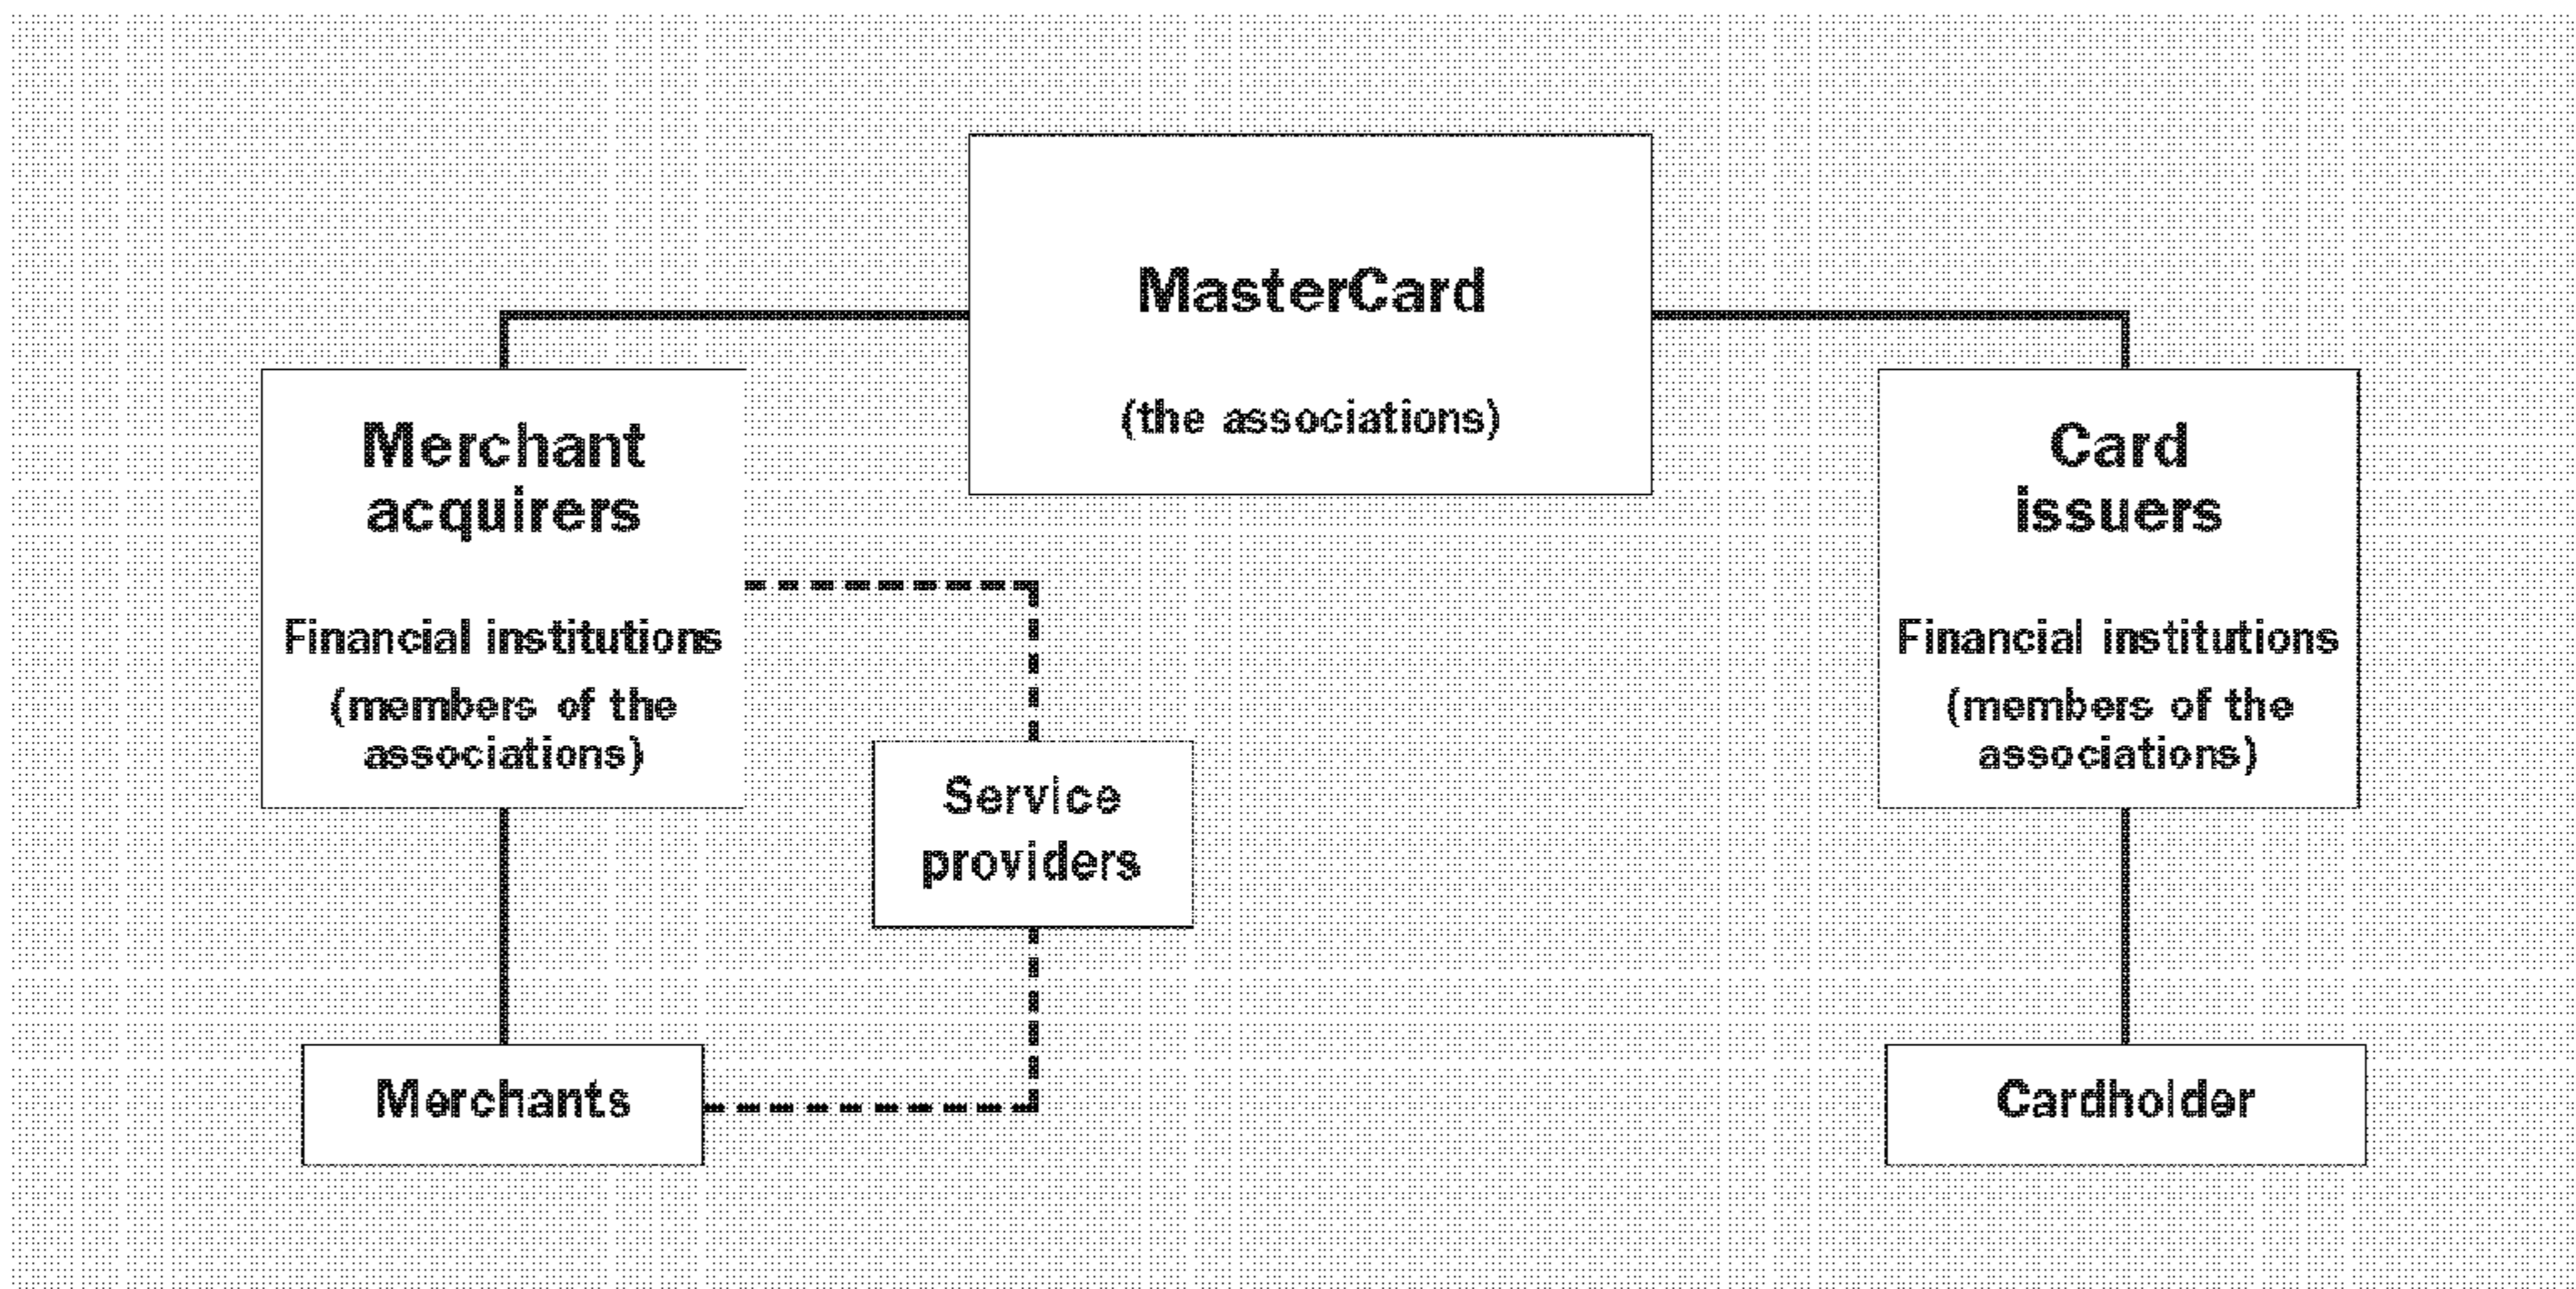 MasterCard
(the associations)
Merchant
acquirers
Financial institutions
(members of the
associations)
Card
issuers
Financial institutions
(members of the
associations)
Service
providers
Merchants
Cardholder